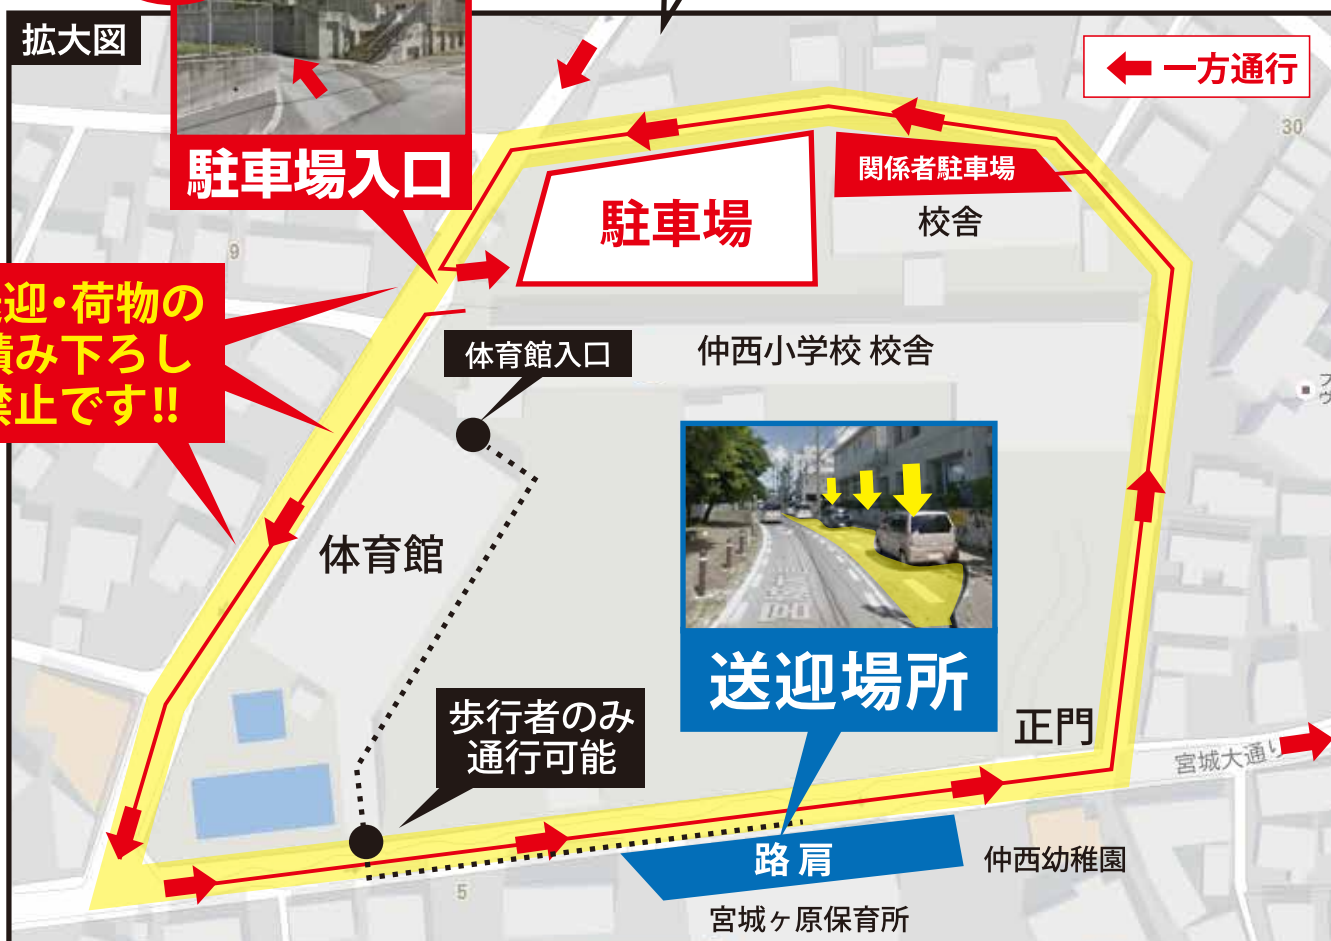 拡大図
一方通行
駐車場入口
駐車場
関係者駐車場
校舎
30
9
迎・荷物の
み下ろし
禁止です!!
体育館入口
仲西小学校 校舎
体育館
送迎場所
歩行者のみ
通行可能
正門
宮城大通り
路肩
仲西幼稚園
5
宮城ヶ原保育所